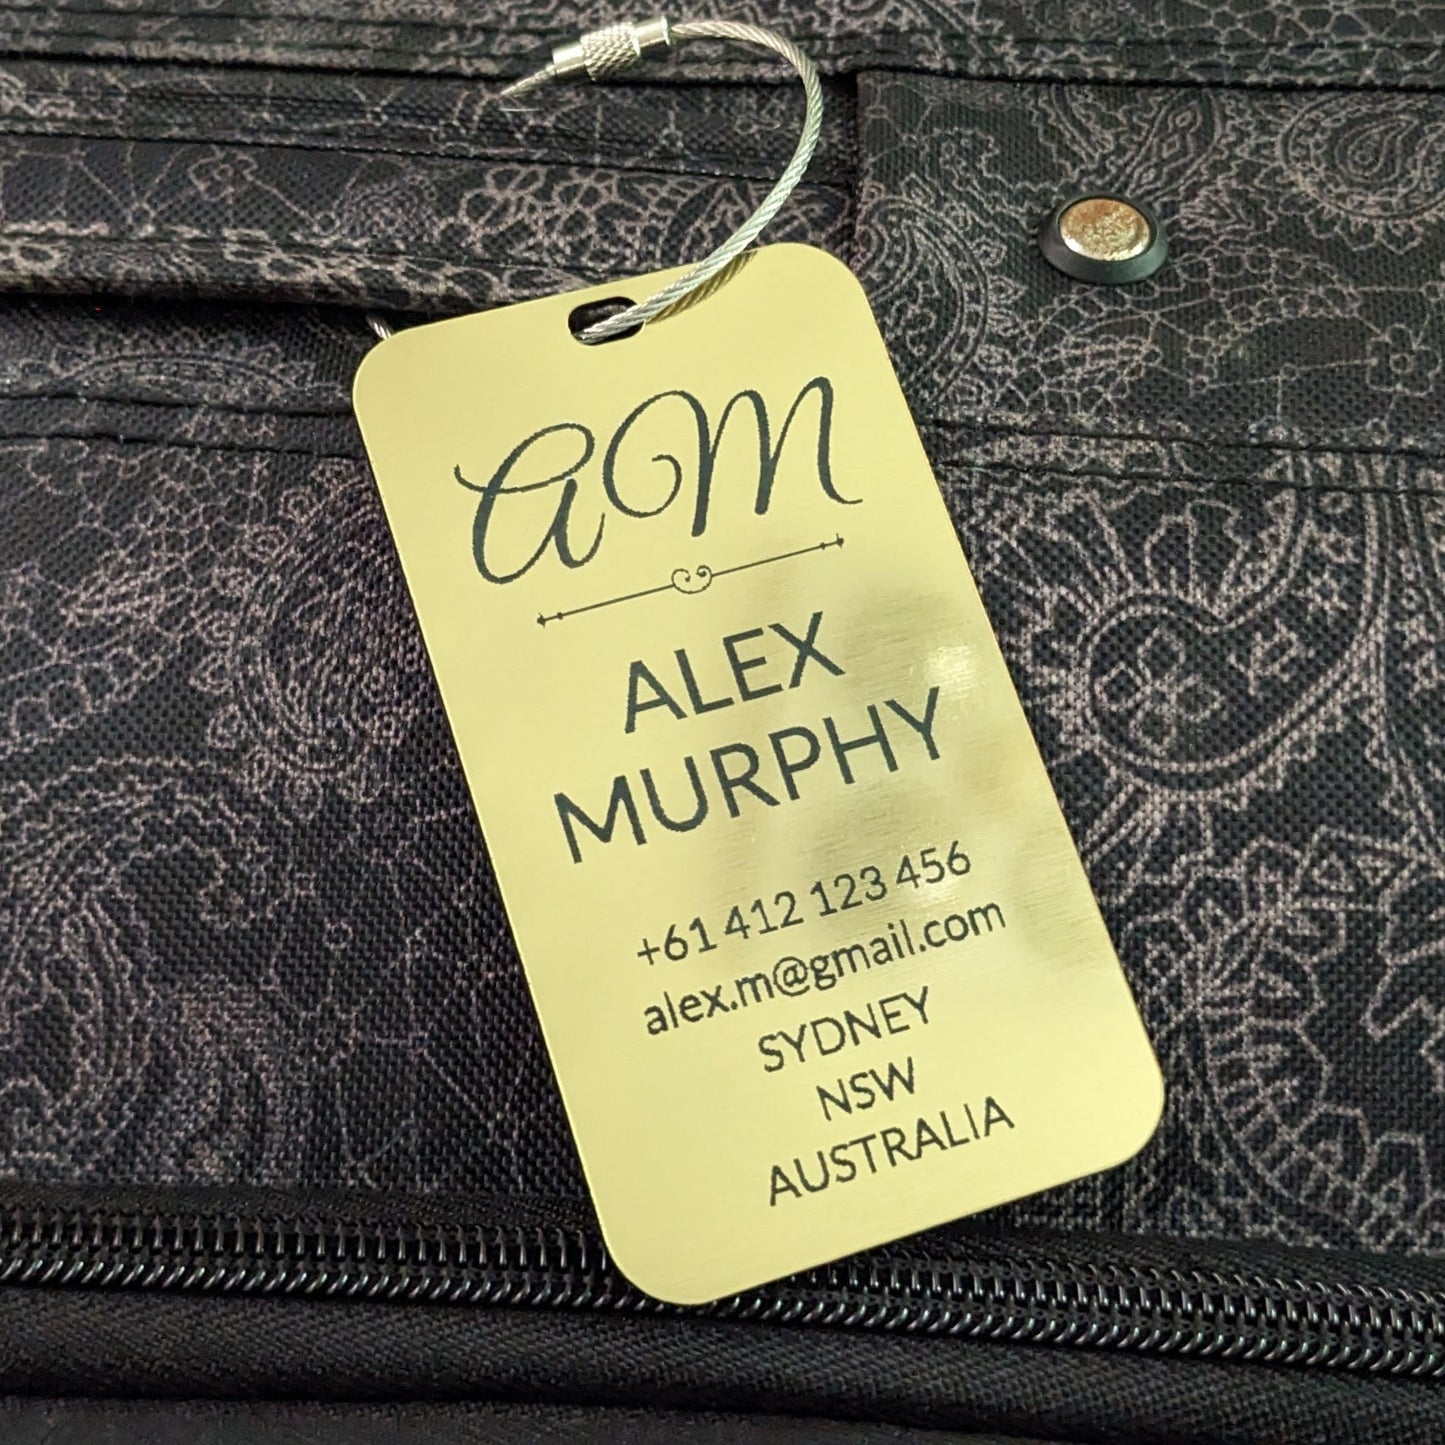 AM
ALEX
MURPHY
+61 412 123 456
alex.m@gmail.com
SYDNEY
NSW
AUSTRALIA